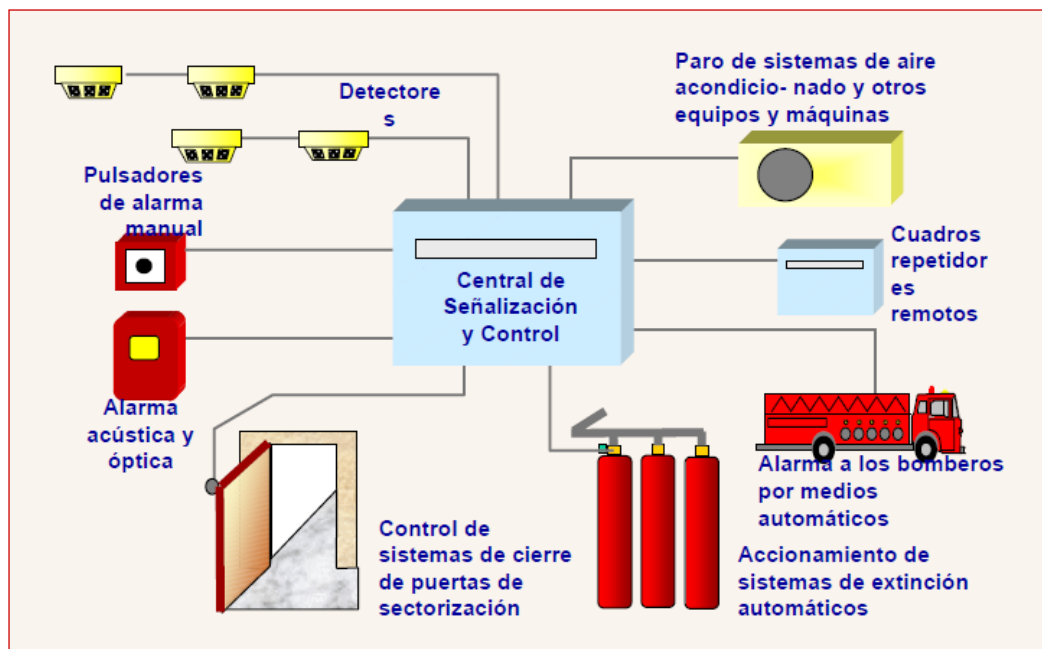 Detectore
s
Paro de sistemas de aire
acondicio- nado y otros
equipos y máquinas
Pulsadores
de alarma
manual
Central de
Señalización
y Control
Cuadros
repetidor
es
remotos
Alarma
acústica y
óptica
Alarma a los bomberos
por medios
automáticos
Control de
sistemas de cierre
de puertas de
sectorización
Accionamiento de
sistemas de extinción
automáticos